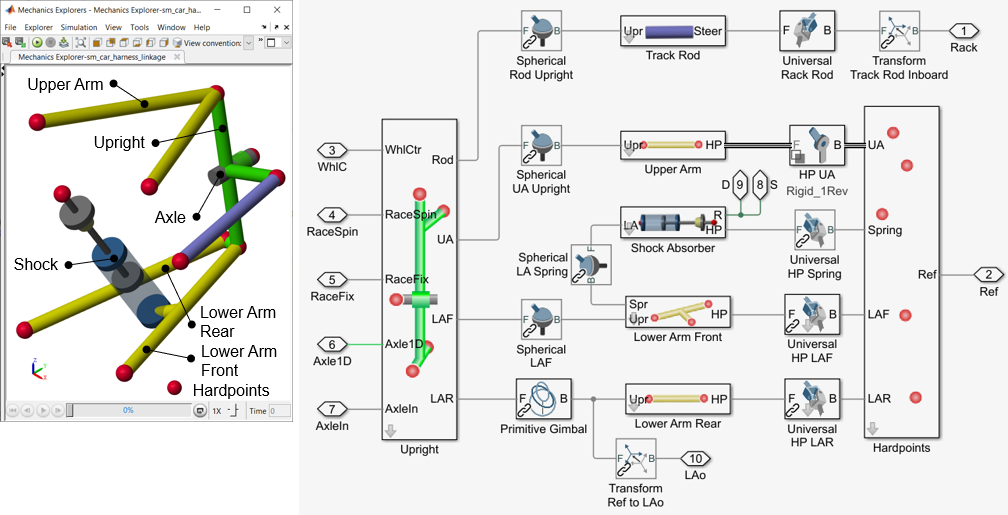 Mechanics Explorers - Mechanics Explorer-sm_car_ha...
File Explorer Simulation View Tools Window Help
View convention:
Mechanics Explorer-sm_car_harness_linkage
Upper Arm
Upright
Axle
Shock
Lower Arm
Rear
Lower Arm
Front
Hardpoints
Z
Y
X
0%
1X
Time 0
F B
Spherical
Rod Upright
Upr Steer
Track Rod
F B
Universal
Rack Rod
F B
Transform
Track Rod Inboard
1
Rack
3
WhlC
4
RaceSpin
5
RaceFix
6
Axle1D
7
AxleIn
WhlCtr
RaceSpin
RaceFix
Axle1D
AxleIn
Rod
UA
LAF
LAR
Upright
F B
Spherical
UA Upright
Upr HP
Upper Arm
F B
HP UA
Rigid_1Rev
D 9 8 S
LA R
HP
Shock Absorber
F B
Universal
HP Spring
Spherical
LA Spring
F
B
F B
Spherical
LAF
Spr
Upr HP
Lower Arm Front
F B
Universal
HP LAF
F B
Primitive Gimbal
Upr HP
Lower Arm Rear
F B
Universal
HP LAR
F B
Transform
Ref to LAo
10
LAo
UA
Spring
Ref
LAF
LAR
Hardpoints
2
Ref